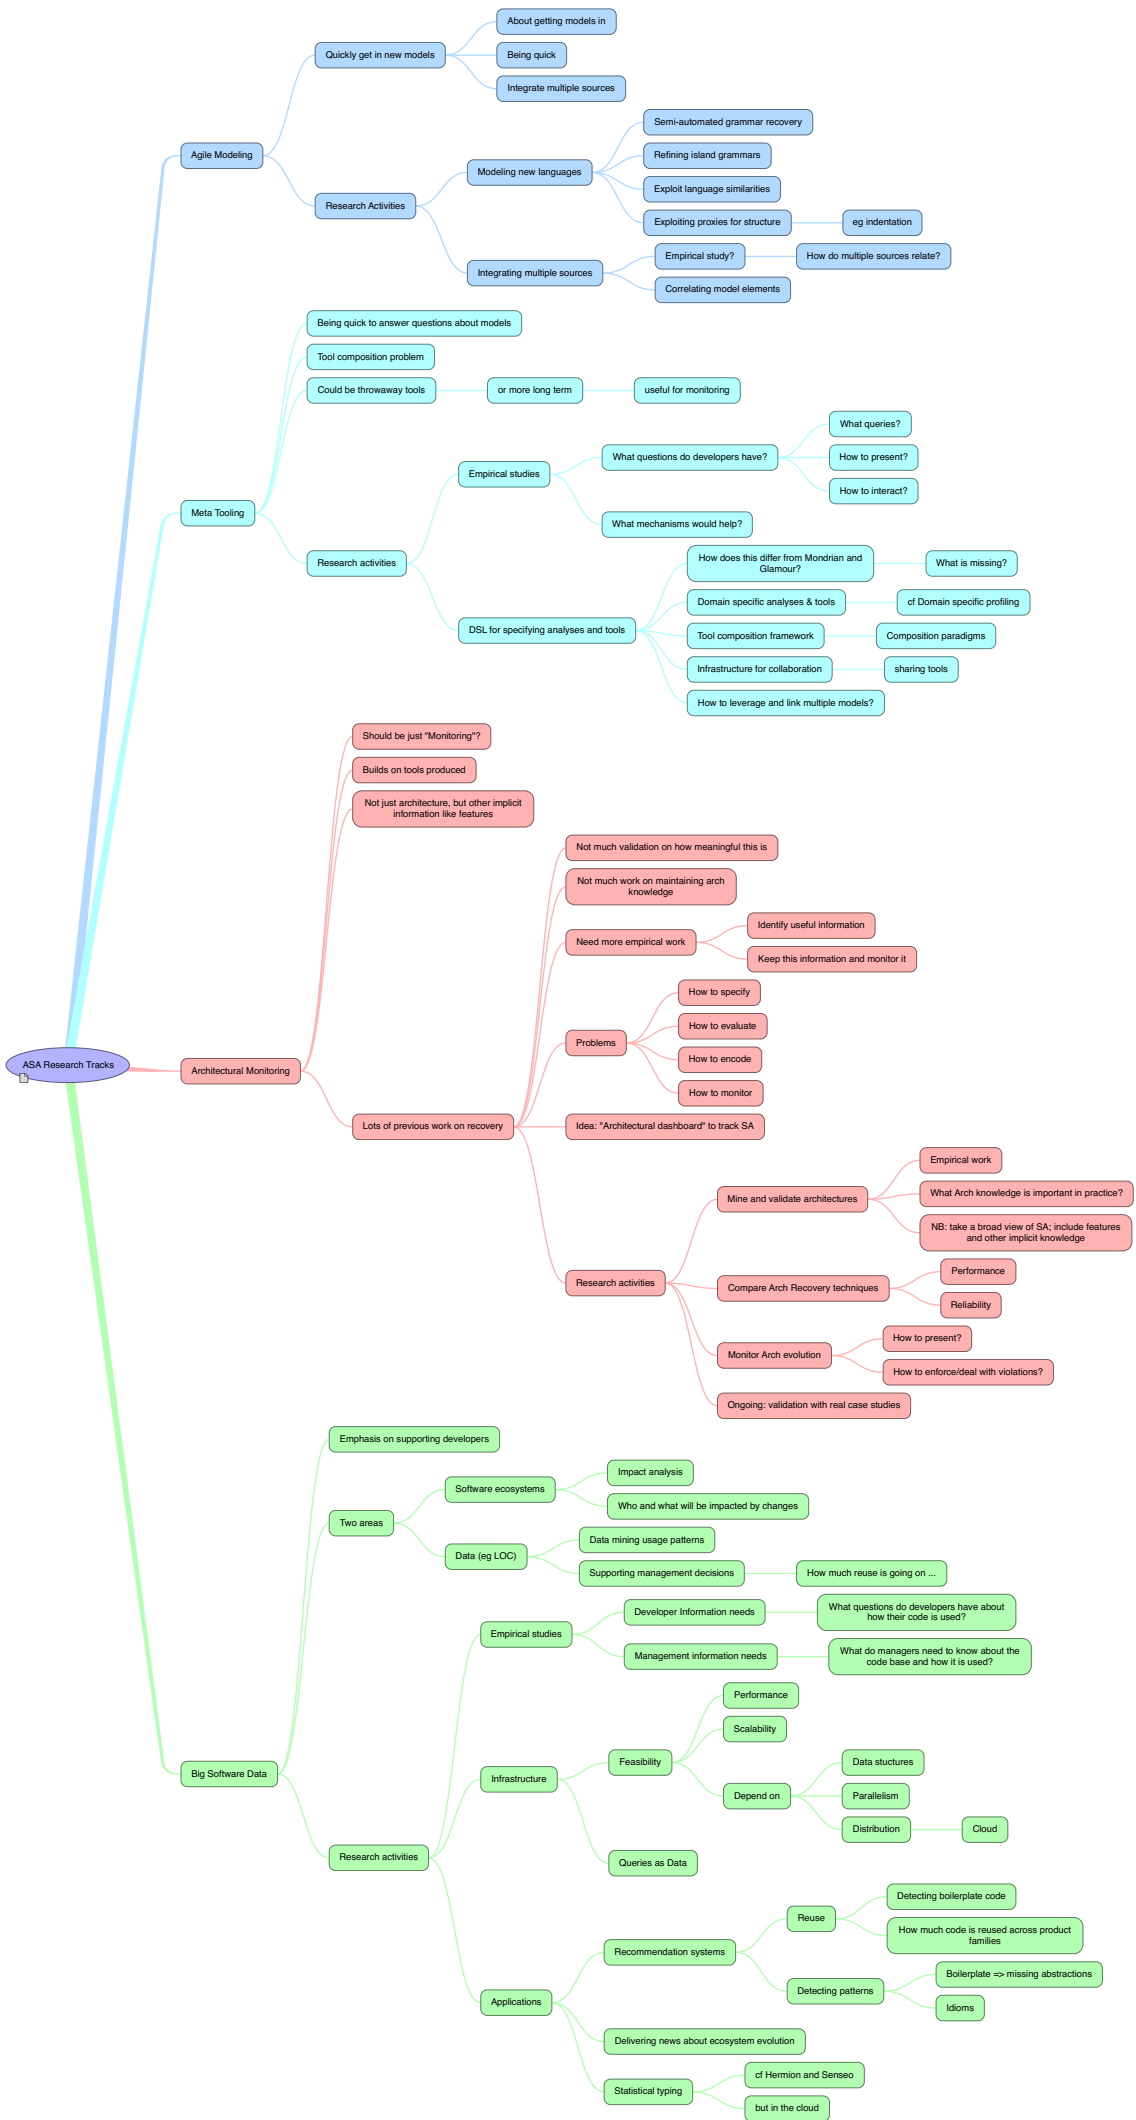 About getting models in
Quickly get in new models
Being quick
Integrate multiple sources
Agile Modeling
Semi-automated grammar recovery
Refining island grammars
Modeling new languages
Exploit language similarities
Research Activities
Exploiting proxies for structure
eg indentation
Empirical study?
How do multiple sources relate?
Integrating multiple sources
Correlating model elements
Being quick to answer questions about models
Tool composition problem
Could be throwaway tools
or more long term
useful for monitoring
What queries?
What questions do developers have?
How to present?
Empirical studies
How to interact?
Meta Tooling
What mechanisms would help?
Research activities
How does this differ from Mondrian and
Glamour?
What is missing?
Domain specific analyses & tools
cf Domain specific profiling
DSL for specifying analyses and tools
Tool composition framework
Composition paradigms
Infrastructure for collaboration
sharing tools
How to leverage and link multiple models?
Should be just "Monitoring"?
Builds on tools produced
Not just architecture, but other implicit
information like features
Not much validation on how meaningful this is
Not much work on maintaining arch
knowledge
Identify useful information
Need more empirical work
Keep this information and monitor it
How to specify
How to evaluate
Problems
How to encode
How to monitor
ASA Research Tracks
Architectural Monitoring
Lots of previous work on recovery
Idea: "Architectural dashboard" to track SA
Empirical work
Mine and validate architectures
What Arch knowledge is important in practice?
NB: take a broad view of SA; include features
and other implicit knowledge
Research activities
Compare Arch Recovery techniques
Performance
Reliability
How to present?
Monitor Arch evolution
How to enforce/deal with violations?
Ongoing: validation with real case studies
Emphasis on supporting developers
Software ecosystems
Impact analysis
Who and what will be impacted by changes
Two areas
Data (eg LOC)
Data mining usage patterns
Supporting management decisions
How much reuse is going on ...
Developer Information needs
What questions do developers have about
how their code is used?
Empirical studies
Management information needs
What do managers need to know about the
code base and how it is used?
Performance
Scalability
Feasibility
Data stuctures
Big Software Data
Infrastructure
Depend on
Parallelism
Distribution
Cloud
Research activities
Queries as Data
Detecting boilerplate code
Reuse
How much code is reused across product
families
Recommendation systems
Boilerplate => missing abstractions
Detecting patterns
Idioms
Applications
Delivering news about ecosystem evolution
cf Hermion and Senseo
Statistical typing
but in the cloud